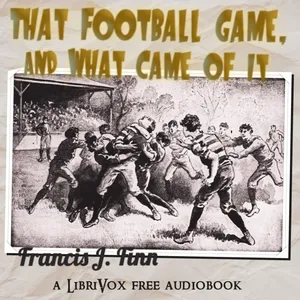 THAT FOOTBALL GAME,
AND WHAT CAME OF IT
Francis J. Finn
A LIBRIVOX FREE AUDIOBOOK